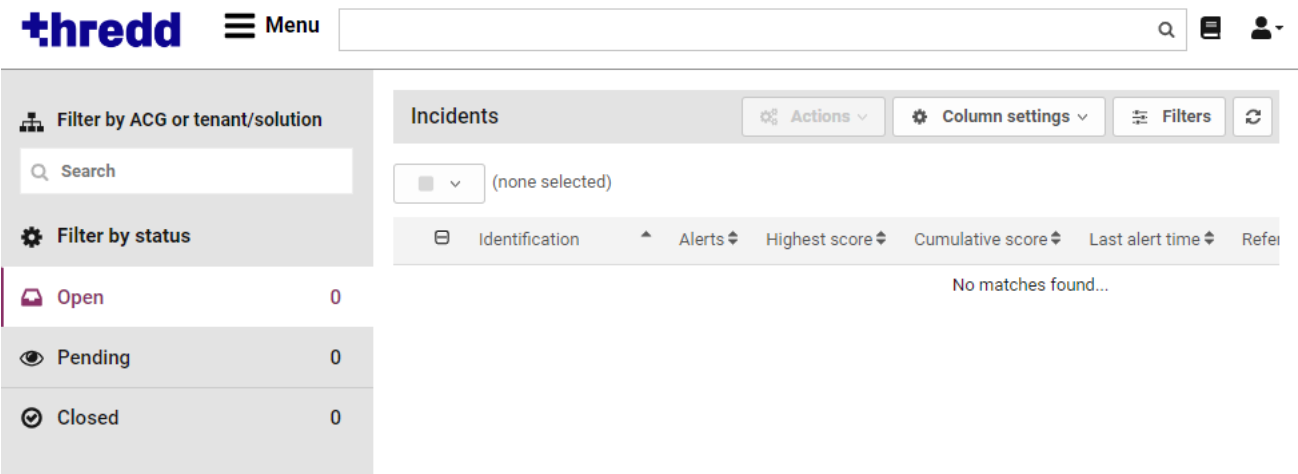 thredd Menu
Filter by ACG or tenant/solution
Search
Filter by status
Open 0
Pending 0
Closed 0
Incidents Actions Column settings Filters
(none selected)
Identification Alerts Highest score Cumulative score Last alert time Refer
No matches found...